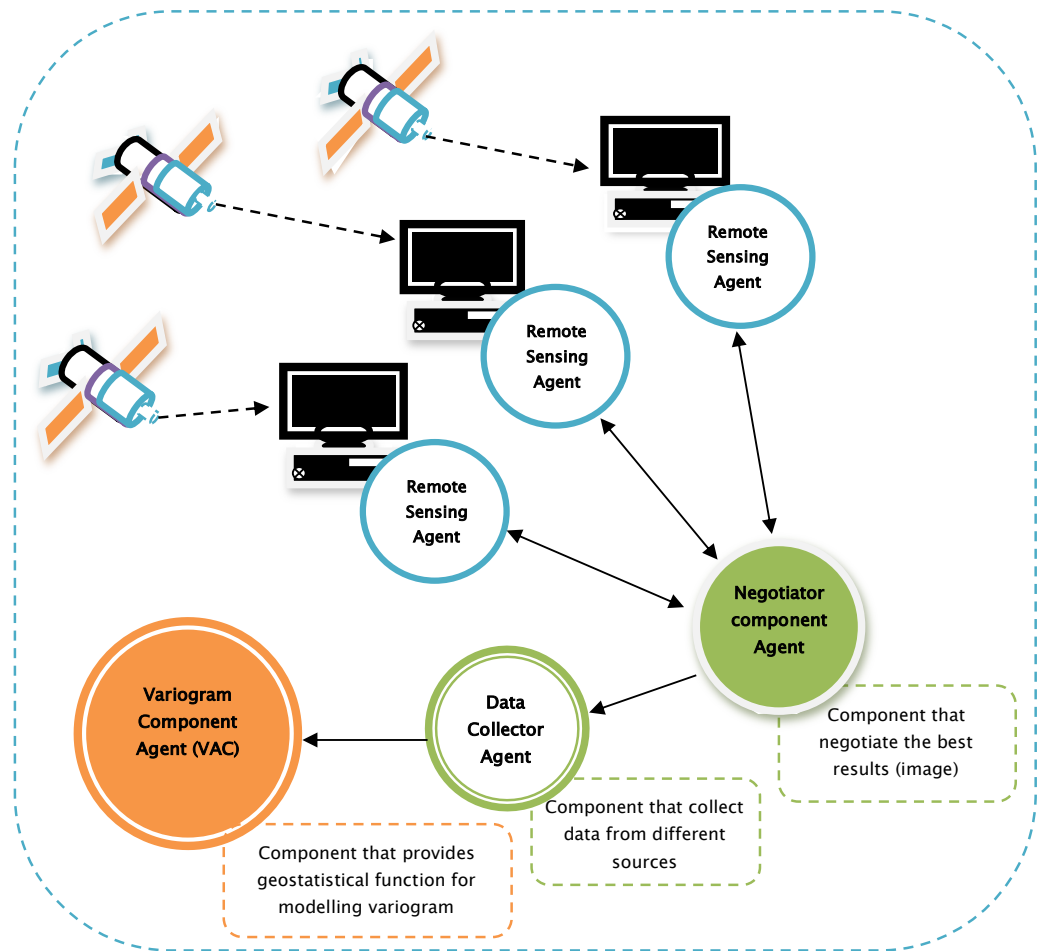 Remote
Sensing
Agent
Remote
Sensing
Agent
Remote
Sensing
Agent
Negotiator
component
Agent
Variogram
Component
Agent (VAC)
Data
Collector
Agent
Component that
negotiate the best
results (image)
Component that collect
data from different
sources
Component that provides
geostatistical function for
modelling variogram